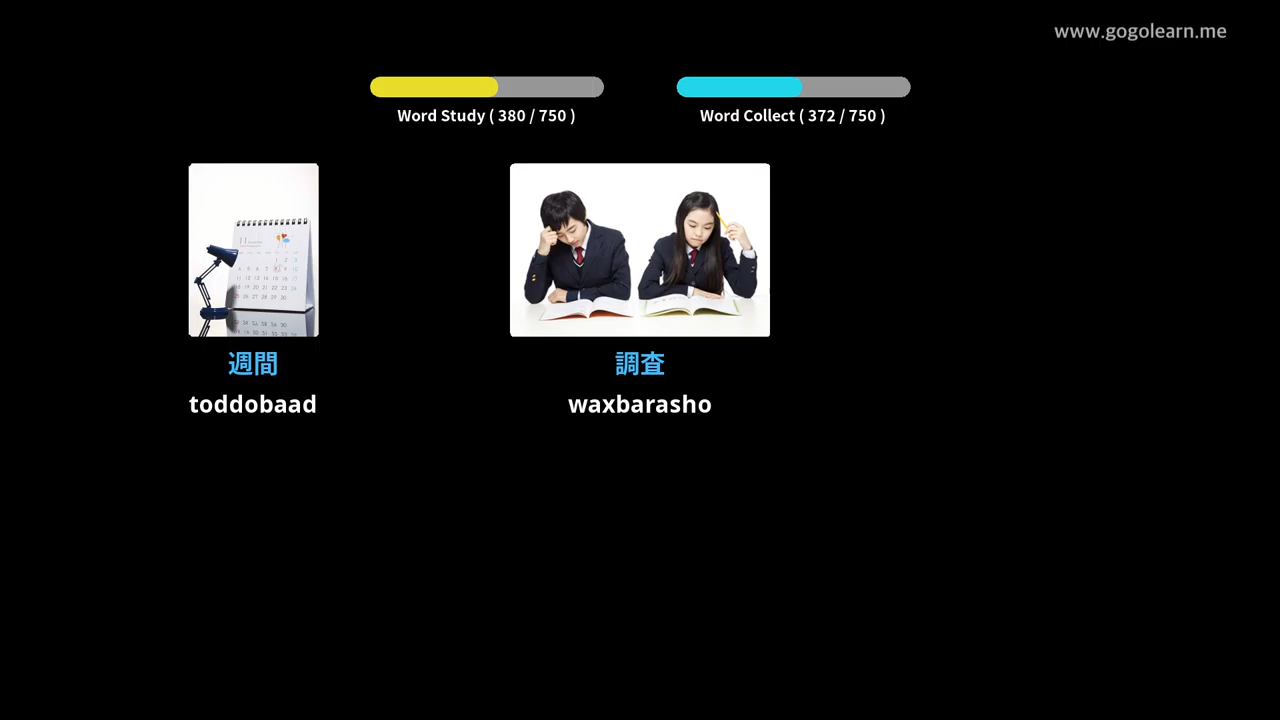 www.gogolearn.me
Word Study ( 380 / 750 )
Word Collect ( 372 / 750 )
週間
toddobaad
調査
waxbarasho